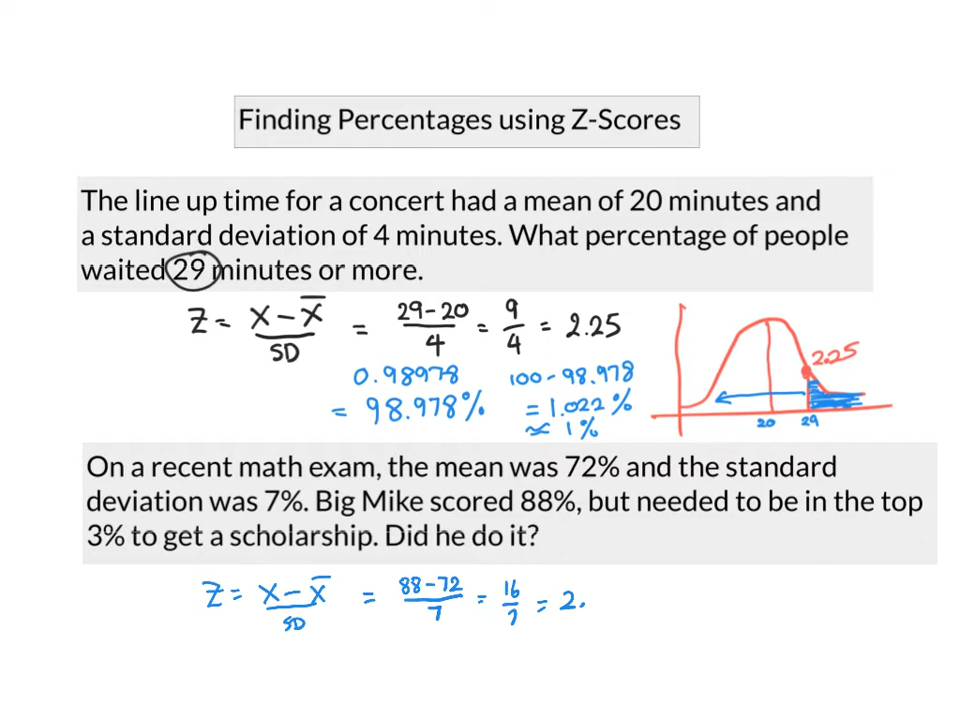 Finding Percentages using Z-Scores
The line up time for a concert had a mean of 20 minutes and
a standard deviation of 4 minutes. What percentage of people
waited 29 minutes or more.
Z = X - X̅ / SD = 29 - 20 / 4 = 9 / 4 = 2.25
0.98978
= 98.978%
100 - 98.978
= 1.022%
≈ 1%
2.25
20 29
On a recent math exam, the mean was 72% and the standard
deviation was 7%. Big Mike scored 88%, but needed to be in the top
3% to get a scholarship. Did he do it?
Z = X - X̅ / SD = 88 - 72 / 7 = 16 / 7 = 2.